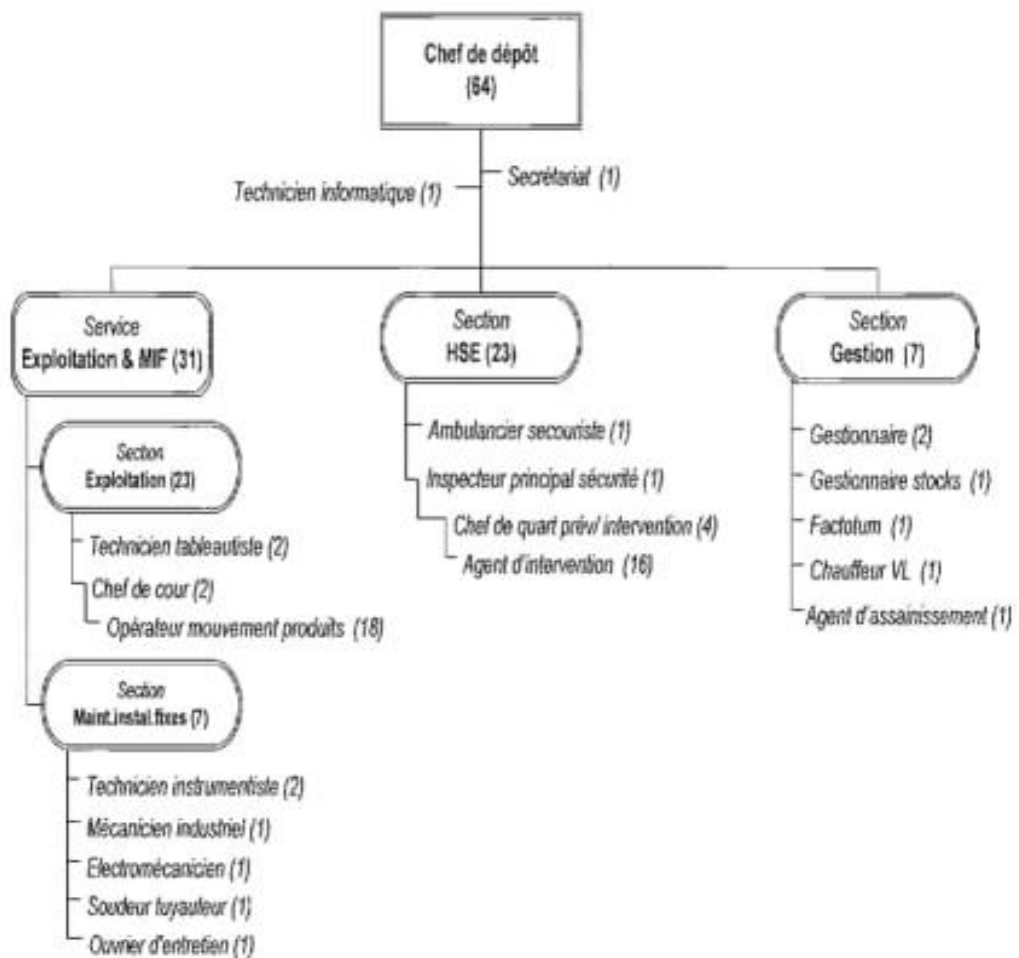 Chef de dépôt
(64)
Secrétariat (1)
Technicien informatique (1)
Service
Exploitation & MIF (31)
Section
Exploitation (23)
Technicien tableautiste (2)
Chef de cour (2)
Opérateur mouvement produits (18)
Section
Maint.instal.fixes (7)
Technicien instrumentiste (2)
Mécanicien industriel (1)
Electromécanicien (1)
Soudeur tuyauteur (1)
Ouvrier d'entretien (1)
Section
HSE (23)
Ambulancier secouriste (1)
Inspecteur principal sécurité (1)
Chef de quart prév/ intervention (4)
Agent d'intervention (16)
Section
Gestion (7)
Gestionnaire (2)
Gestionnaire stocks (1)
Factotum (1)
Chauffeur VL (1)
Agent d'assainissement (1)